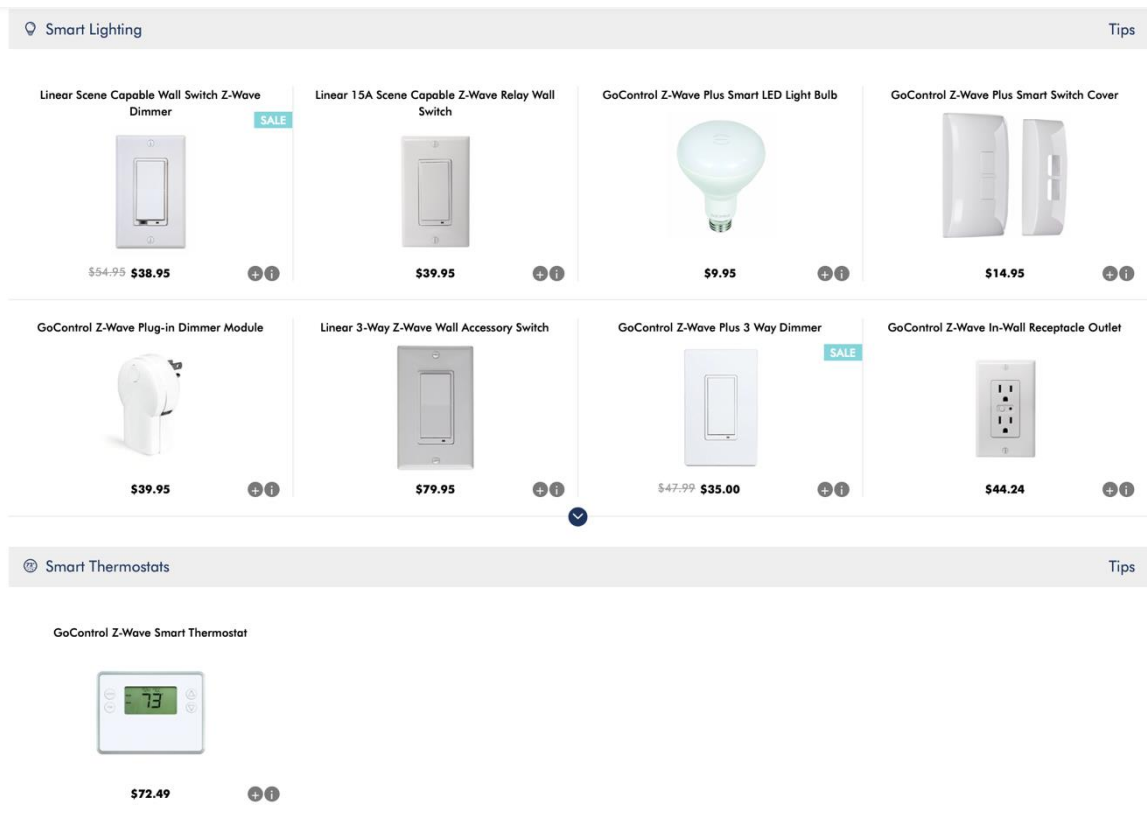 Smart Lighting
Tips
Linear Scene Capable Wall Switch Z-Wave
Dimmer
SALE
$54.95 $38.95
Linear 15A Scene Capable Z-Wave Relay Wall
Switch
$39.95
GoControl Z-Wave Plus Smart LED Light Bulb
$9.95
GoControl Z-Wave Plus Smart Switch Cover
$14.95
GoControl Z-Wave Plug-in Dimmer Module
$39.95
Linear 3-Way Z-Wave Wall Accessory Switch
$79.95
GoControl Z-Wave Plus 3 Way Dimmer
SALE
$47.99 $35.00
GoControl Z-Wave In-Wall Receptacle Outlet
$44.24
Smart Thermostats
Tips
GoControl Z-Wave Smart Thermostat
73
$72.49